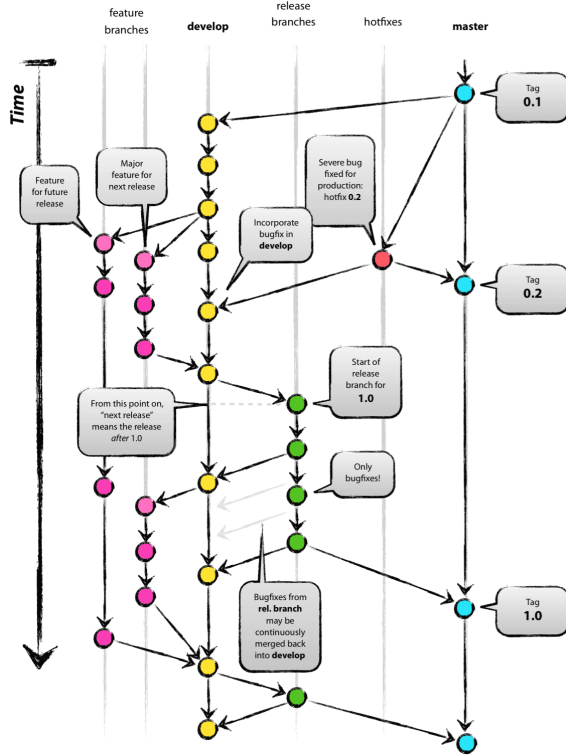 feature
branches
develop
release
branches
hotfixes
master
Time
Tag
0.1
Major
feature for
next release
Feature
for future
release
Severe bug
fixed for
production:
hotfix 0.2
Incorporate
bugfix in
develop
Tag
0.2
Start of
release
branch for
1.0
From this point on,
“next release”
means the release
after 1.0
Only
bugfixes!
Bugfixes from
rel. branch
may be
continuously
merged back
into develop
Tag
1.0